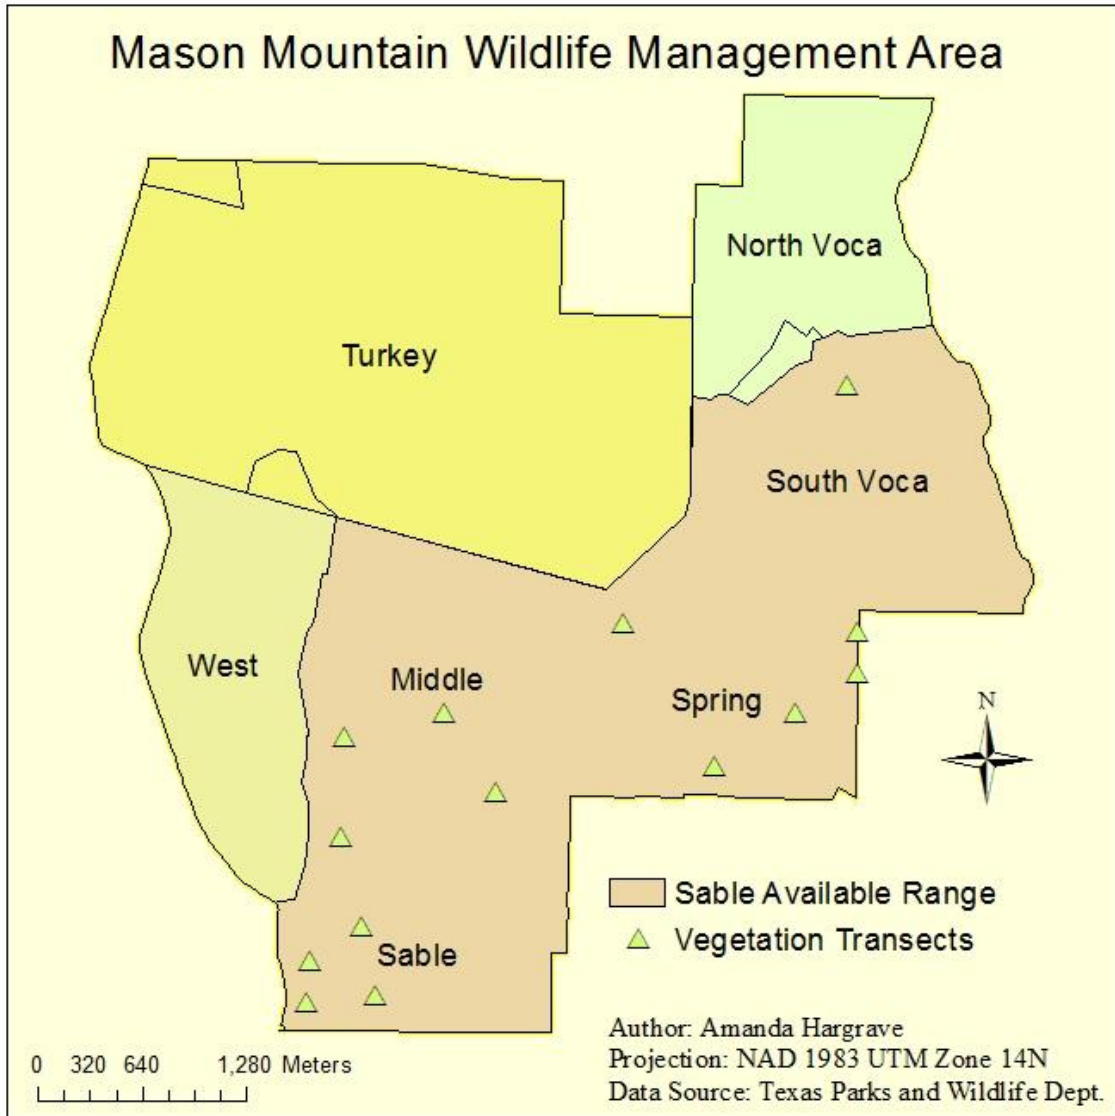 Mason Mountain Wildlife Management Area
North Voca
Turkey
South Voca
West
Middle
Spring
N
Sable Available Range
Vegetation Transects
Sable
Author: Amanda Hargrave
Projection: NAD 1983 UTM Zone 14N
Data Source: Texas Parks and Wildlife Dept.
0 320 640 1,280 Meters